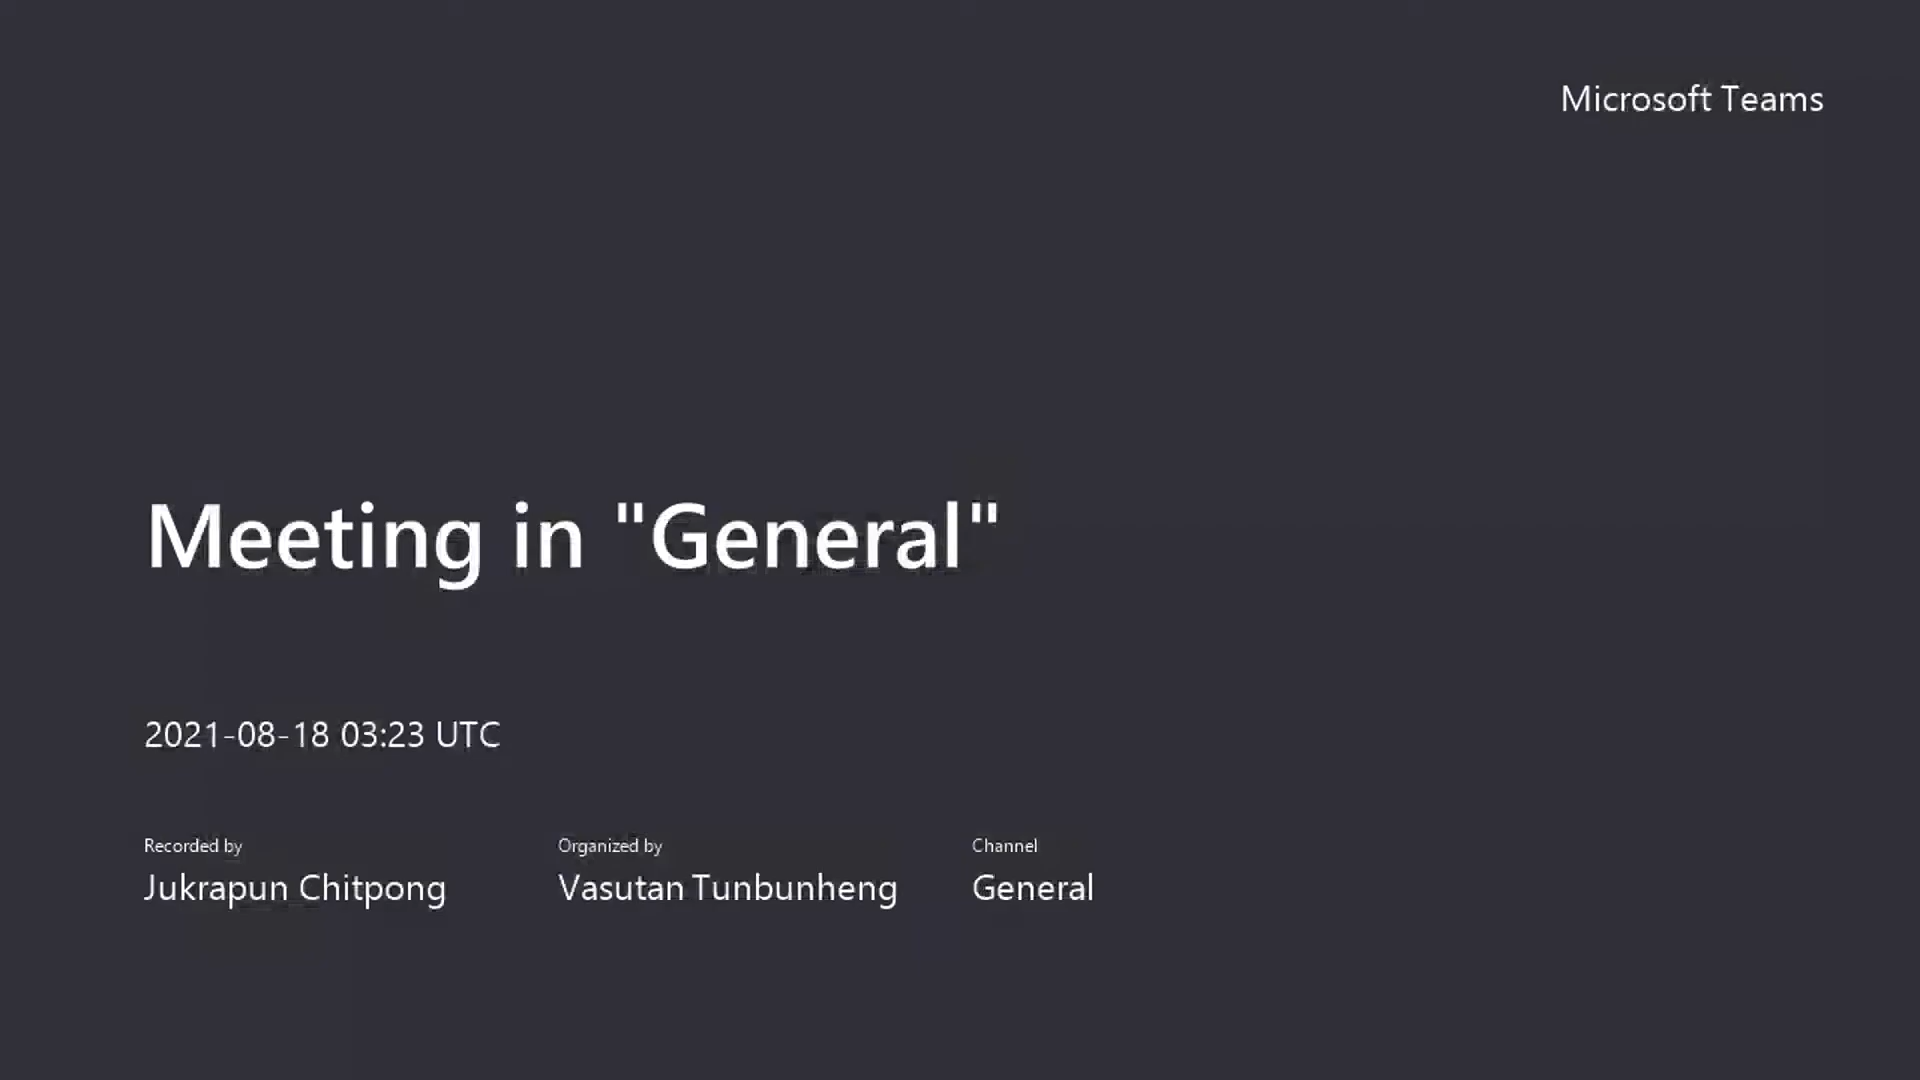 Microsoft Teams
Meeting in "General"
2021-08-18 03:23 UTC
Recorded by
Jukrapun Chitpong
Organized by
Vasutan Tunbunheng
Channel
General